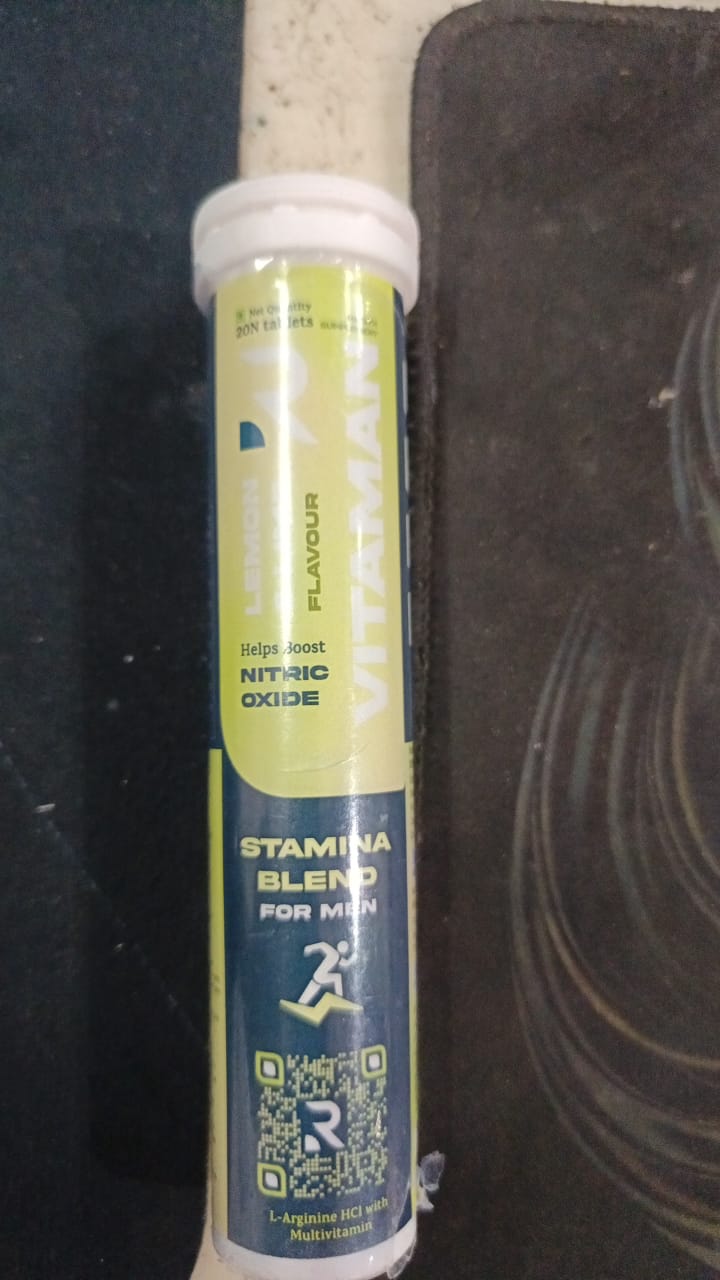 Net Quantity
20N tablets
VITAMAN
LEMON
FLAVOUR
Helps Boost
NITRIC
OXIDE
STAMINA
BLEND
FOR MEN
R
L-Arginine HCl with
Multivitamin